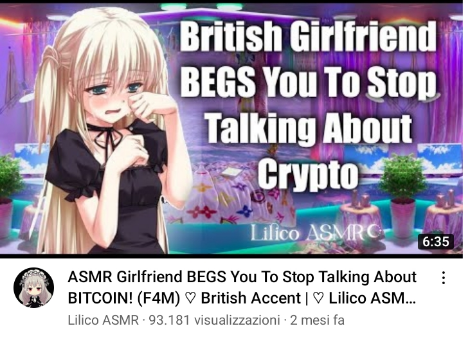 British Girlfriend
BEGS You To Stop
Talking About
Crypto
Lilico ASMR
6:35
ASMR Girlfriend BEGS You To Stop Talking About
BITCOIN! (F4M) ♡ British Accent | ♡ Lilico ASM...
Lilico ASMR · 93.181 visualizzazioni · 2 mesi fa